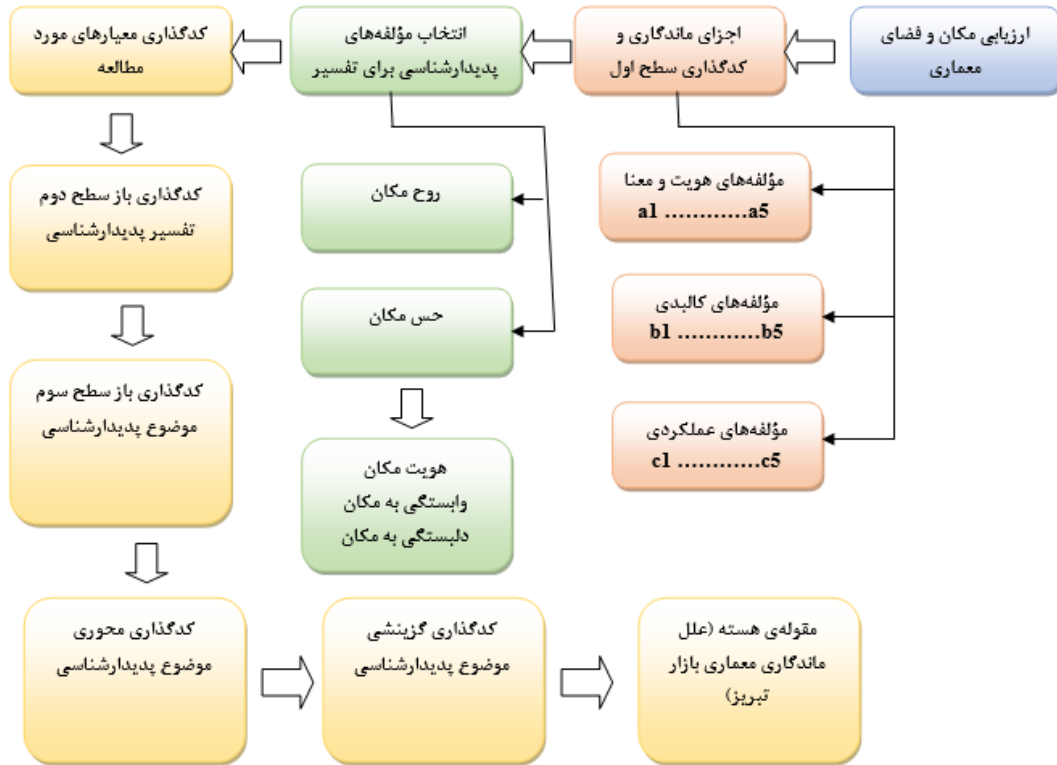 ارزیابی مکان و فضای
معماری
اجزای ماندگاری و
کدگذاری سطح اول
انتخاب مؤلفه‌های
پدیدارشناسی برای تفسیر
کدگذاری معیارهای مورد
مطالعه
مؤلفه‌های هویت و معنا
a1 ............a5
مؤلفه‌های کالبدی
b1 ............b5
مؤلفه‌های عملکردی
c1 ............c5
روح مکان
حس مکان
هویت مکان
وابستگی به مکان
دلبستگی به مکان
کدگذاری باز سطح دوم
تفسیر پدیدارشناسی
کدگذاری باز سطح سوم
موضوع پدیدارشناسی
کدگذاری محوری
موضوع پدیدارشناسی
کدگذاری گزینشی
موضوع پدیدارشناسی
مقوله‌ی هسته (علل
ماندگاری معماری بازار
تبریز)